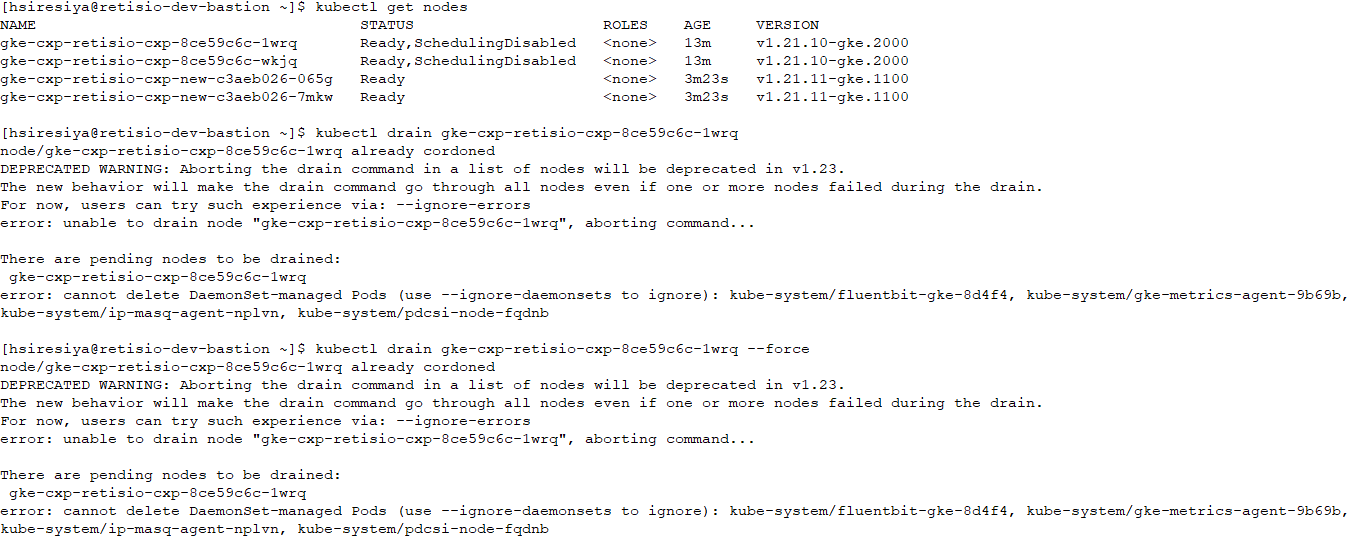 [hsiresiya@retisio-dev-bastion ~]$ kubectl get nodes
NAME STATUS ROLES AGE VERSION
gke-cxp-retisio-cxp-8ce59c6c-1wrq Ready,SchedulingDisabled <none> 13m v1.21.10-gke.2000
gke-cxp-retisio-cxp-8ce59c6c-wkjq Ready,SchedulingDisabled <none> 13m v1.21.10-gke.2000
gke-cxp-retisio-cxp-new-c3aeb026-065g Ready <none> 3m23s v1.21.11-gke.1100
gke-cxp-retisio-cxp-new-c3aeb026-7mkw Ready <none> 3m23s v1.21.11-gke.1100
[hsiresiya@retisio-dev-bastion ~]$ kubectl drain gke-cxp-retisio-cxp-8ce59c6c-1wrq
node/gke-cxp-retisio-cxp-8ce59c6c-1wrq already cordoned
DEPRECATED WARNING: Aborting the drain command in a list of nodes will be deprecated in v1.23.
The new behavior will make the drain command go through all nodes even if one or more nodes failed during the drain.
For now, users can try such experience via: --ignore-errors
error: unable to drain node "gke-cxp-retisio-cxp-8ce59c6c-1wrq", aborting command...
There are pending nodes to be drained:
gke-cxp-retisio-cxp-8ce59c6c-1wrq
error: cannot delete DaemonSet-managed Pods (use --ignore-daemonsets to ignore): kube-system/fluentbit-gke-8d4f4, kube-system/gke-metrics-agent-9b69b,
kube-system/ip-masq-agent-nplvn, kube-system/pdcsi-node-fqdnb
[hsiresiya@retisio-dev-bastion ~]$ kubectl drain gke-cxp-retisio-cxp-8ce59c6c-1wrq --force
node/gke-cxp-retisio-cxp-8ce59c6c-1wrq already cordoned
DEPRECATED WARNING: Aborting the drain command in a list of nodes will be deprecated in v1.23.
The new behavior will make the drain command go through all nodes even if one or more nodes failed during the drain.
For now, users can try such experience via: --ignore-errors
error: unable to drain node "gke-cxp-retisio-cxp-8ce59c6c-1wrq", aborting command...
There are pending nodes to be drained:
gke-cxp-retisio-cxp-8ce59c6c-1wrq
error: cannot delete DaemonSet-managed Pods (use --ignore-daemonsets to ignore): kube-system/fluentbit-gke-8d4f4, kube-system/gke-metrics-agent-9b69b,
kube-system/ip-masq-agent-nplvn, kube-system/pdcsi-node-fqdnb